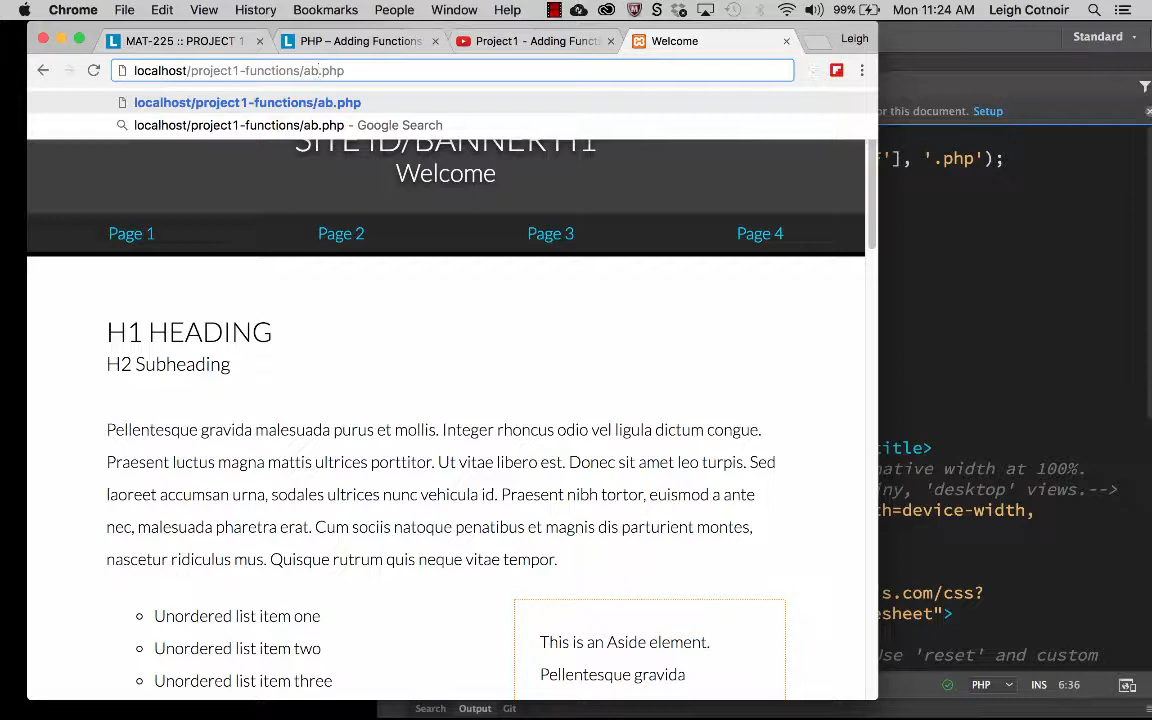 Chrome File Edit View History Bookmarks People Window Help 99% Mon 11:24 AM Leigh Cotnoir
MAT-225 :: PROJECT 1 PHP – Adding Functions Project1 - Adding Funct Welcome Leigh
Standard
localhost/project1-functions/ab.php
localhost/project1-functions/ab.php
localhost/project1-functions/ab.php - Google Search
or this document. Setup
SITE ID/BANNER H1
'], '.php');
Welcome
Page 1 Page 2 Page 3 Page 4
H1 HEADING
H2 Subheading
Pellentesque gravida malesuada purus et mollis. Integer rhoncus odio vel ligula dictum congue.
Praesent luctus magna mattis ultrices porttitor. Ut vitae libero est. Donec sit amet leo turpis. Sed
laoreet accumsan urna, sodales ultrices nunc vehicula id. Praesent nibh tortor, euismod a ante
nec, malesuada pharetra erat. Cum sociis natoque penatibus et magnis dis parturient montes,
nascetur ridiculus mus. Quisque rutrum quis neque vitae tempor.
itle>
native width at 100%.
iny, 'desktop' views.-->
th=device-width,
s.com/css?
esheet">
Use 'reset' and custom
Unordered list item one
Unordered list item two
Unordered list item three
This is an Aside element.
Pellentesque gravida
PHP INS 6:36
Search Output Git